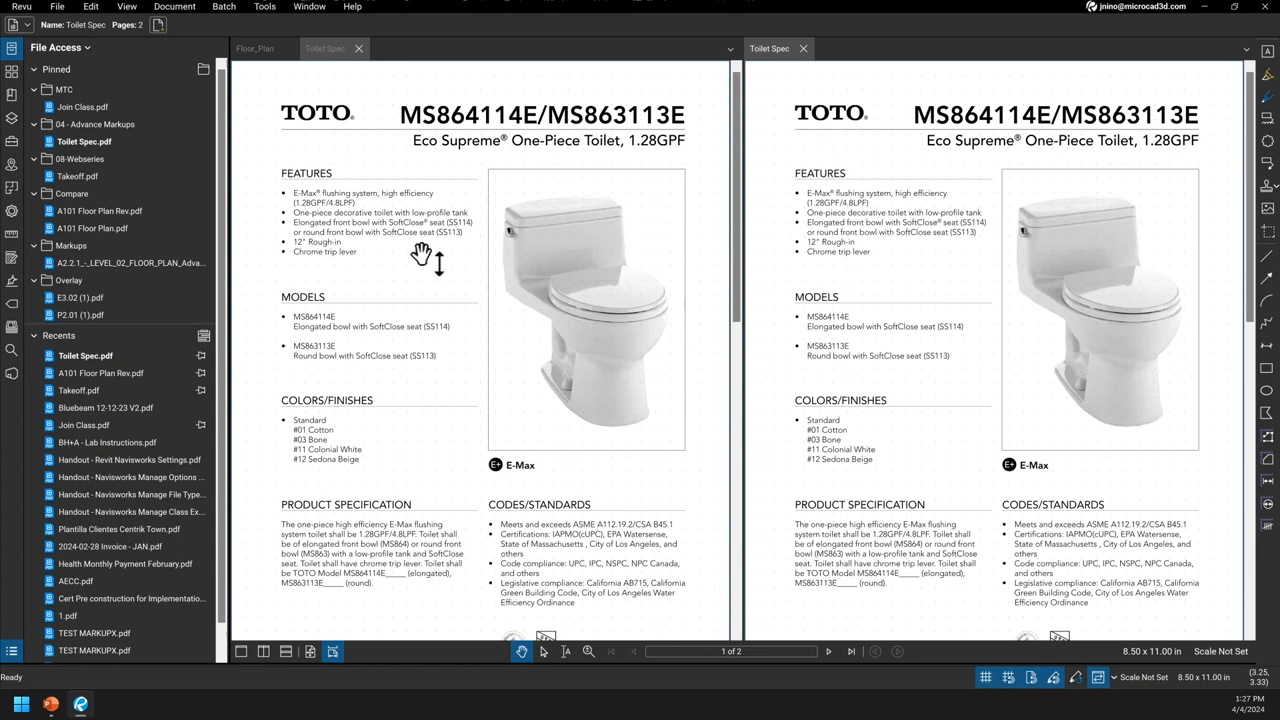 Revu File Edit View Document Batch Tools Window Help jnino@microcad3d.com
Name: Toilet Spec Pages: 2
File Access
Pinned
MTC
Join Class.pdf
04 - Advance Markups
Toilet Spec.pdf
08-Webseries
Takeoff.pdf
Compare
A101 Floor Plan Rev.pdf
A101 Floor Plan.pdf
Markups
A2.2.1_-_LEVEL_02_FLOOR_PLAN_Adva...
Overlay
E3.02 (1).pdf
P2.01 (1).pdf
Recents
Toilet Spec.pdf
A101 Floor Plan Rev.pdf
Takeoff.pdf
Bluebeam 12-12-23 V2.pdf
Join Class.pdf
BH+A - Lab Instructions.pdf
Handout - Revit Navisworks Settings.pdf
Handout - Navisworks Manage Options ...
Handout - Navisworks Manage File Type...
Handout - Navisworks Manage Class Ex...
Plantilla Clientes Centrik Town.pdf
2024-02-28 Invoice - JAN.pdf
Health Monthly Payment February.pdf
AECC.pdf
Cert Pre construction for Implementatio...
1.pdf
TEST MARKUPX.pdf
TEST MARKUPX.pdf
Floor_Plan Toilet Spec
TOTO® MS864114E/MS863113E
Eco Supreme® One-Piece Toilet, 1.28GPF
FEATURES
• E-Max® flushing system, high efficiency
(1.28GPF/4.8LPF)
• One-piece decorative toilet with low-profile tank
• Elongated front bowl with SoftClose® seat (SS114)
or round front bowl with SoftClose seat (SS113)
• 12" Rough-in
• Chrome trip lever
MODELS
• MS864114E
Elongated bowl with SoftClose seat (SS114)
• MS863113E
Round bowl with SoftClose seat (SS113)
COLORS/FINISHES
• Standard
#01 Cotton
#03 Bone
#11 Colonial White
#12 Sedona Beige
E+ E-Max
PRODUCT SPECIFICATION
The one-piece high efficiency E-Max flushing
system toilet shall be 1.28GPF/4.8LPF. Toilet shall
be of elongated front (MS864) or round front
bowl (MS863) with a low-profile tank and SoftClose
seat. Toilet shall have chrome trip lever. Toilet shall
be TOTO Model MS864114E_____ (elongated),
MS863113E_____ (round).
CODES/STANDARDS
• Meets and exceeds ASME A112.19.2/CSA B45.1
• Certifications: IAPMO(cUPC), EPA Watersense,
State of Massachusetts , City of Los Angeles, and
others
• Code compliance: UPC, IPC, NSPC, NPC Canada,
and others
• Legislative compliance: California AB715, California
Green Building Code, City of Los Angeles Water
Efficiency Ordinance
Toilet Spec
TOTO® MS864114E/MS863113E
Eco Supreme® One-Piece Toilet, 1.28GPF
FEATURES
• E-Max® flushing system, high efficiency
(1.28GPF/4.8LPF)
• One-piece decorative toilet with low-profile tank
• Elongated front bowl with SoftClose® seat (SS114)
or round front bowl with SoftClose seat (SS113)
• 12" Rough-in
• Chrome trip lever
MODELS
• MS864114E
Elongated bowl with SoftClose seat (SS114)
• MS863113E
Round bowl with SoftClose seat (SS113)
COLORS/FINISHES
• Standard
#01 Cotton
#03 Bone
#11 Colonial White
#12 Sedona Beige
E+ E-Max
PRODUCT SPECIFICATION
The one-piece high efficiency E-Max flushing
system toilet shall be 1.28GPF/4.8LPF. Toilet shall
be of elongated front (MS864) or round front
bowl (MS863) with a low-profile tank and SoftClose
seat. Toilet shall have chrome trip lever. Toilet shall
be TOTO Model MS864114E_____ (elongated),
MS863113E_____ (round).
CODES/STANDARDS
• Meets and exceeds ASME A112.19.2/CSA B45.1
• Certifications: IAPMO(cUPC), EPA Watersense,
State of Massachusetts , City of Los Angeles, and
others
• Code compliance: UPC, IPC, NSPC, NPC Canada,
and others
• Legislative compliance: California AB715, California
Green Building Code, City of Los Angeles Water
Efficiency Ordinance
1 of 2 8.50 x 11.00 in Scale Not Set
Ready Scale Not Set 8.50 x 11.00 in (3.25, 3.33)
1:27 PM
4/4/2024